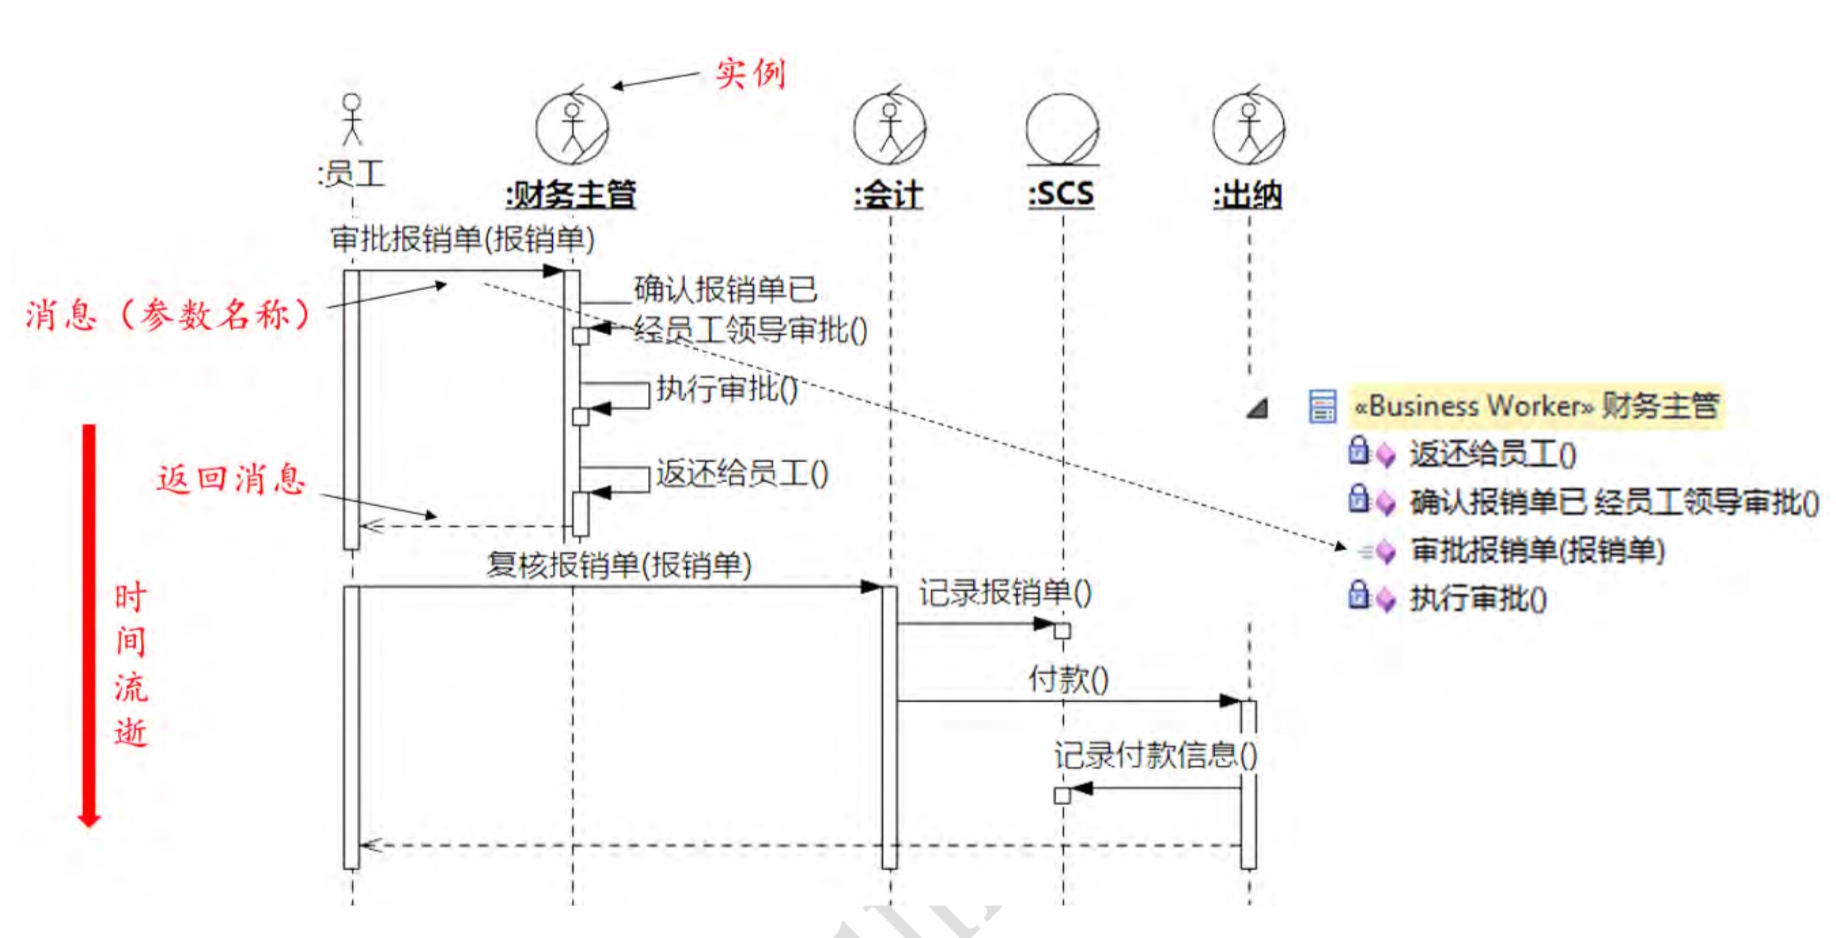 实例
:员工
:财务主管
:会计
:SCS
:出纳
审批报销单(报销单)
消息（参数名称）
确认报销单已
经员工领导审批()
执行审批()
返还给员工()
返回消息
«Business Worker» 财务主管
返还给员工()
确认报销单已 经员工领导审批()
审批报销单(报销单)
执行审批()
复核报销单(报销单)
记录报销单()
付款()
记录付款信息()
时
间
流
逝